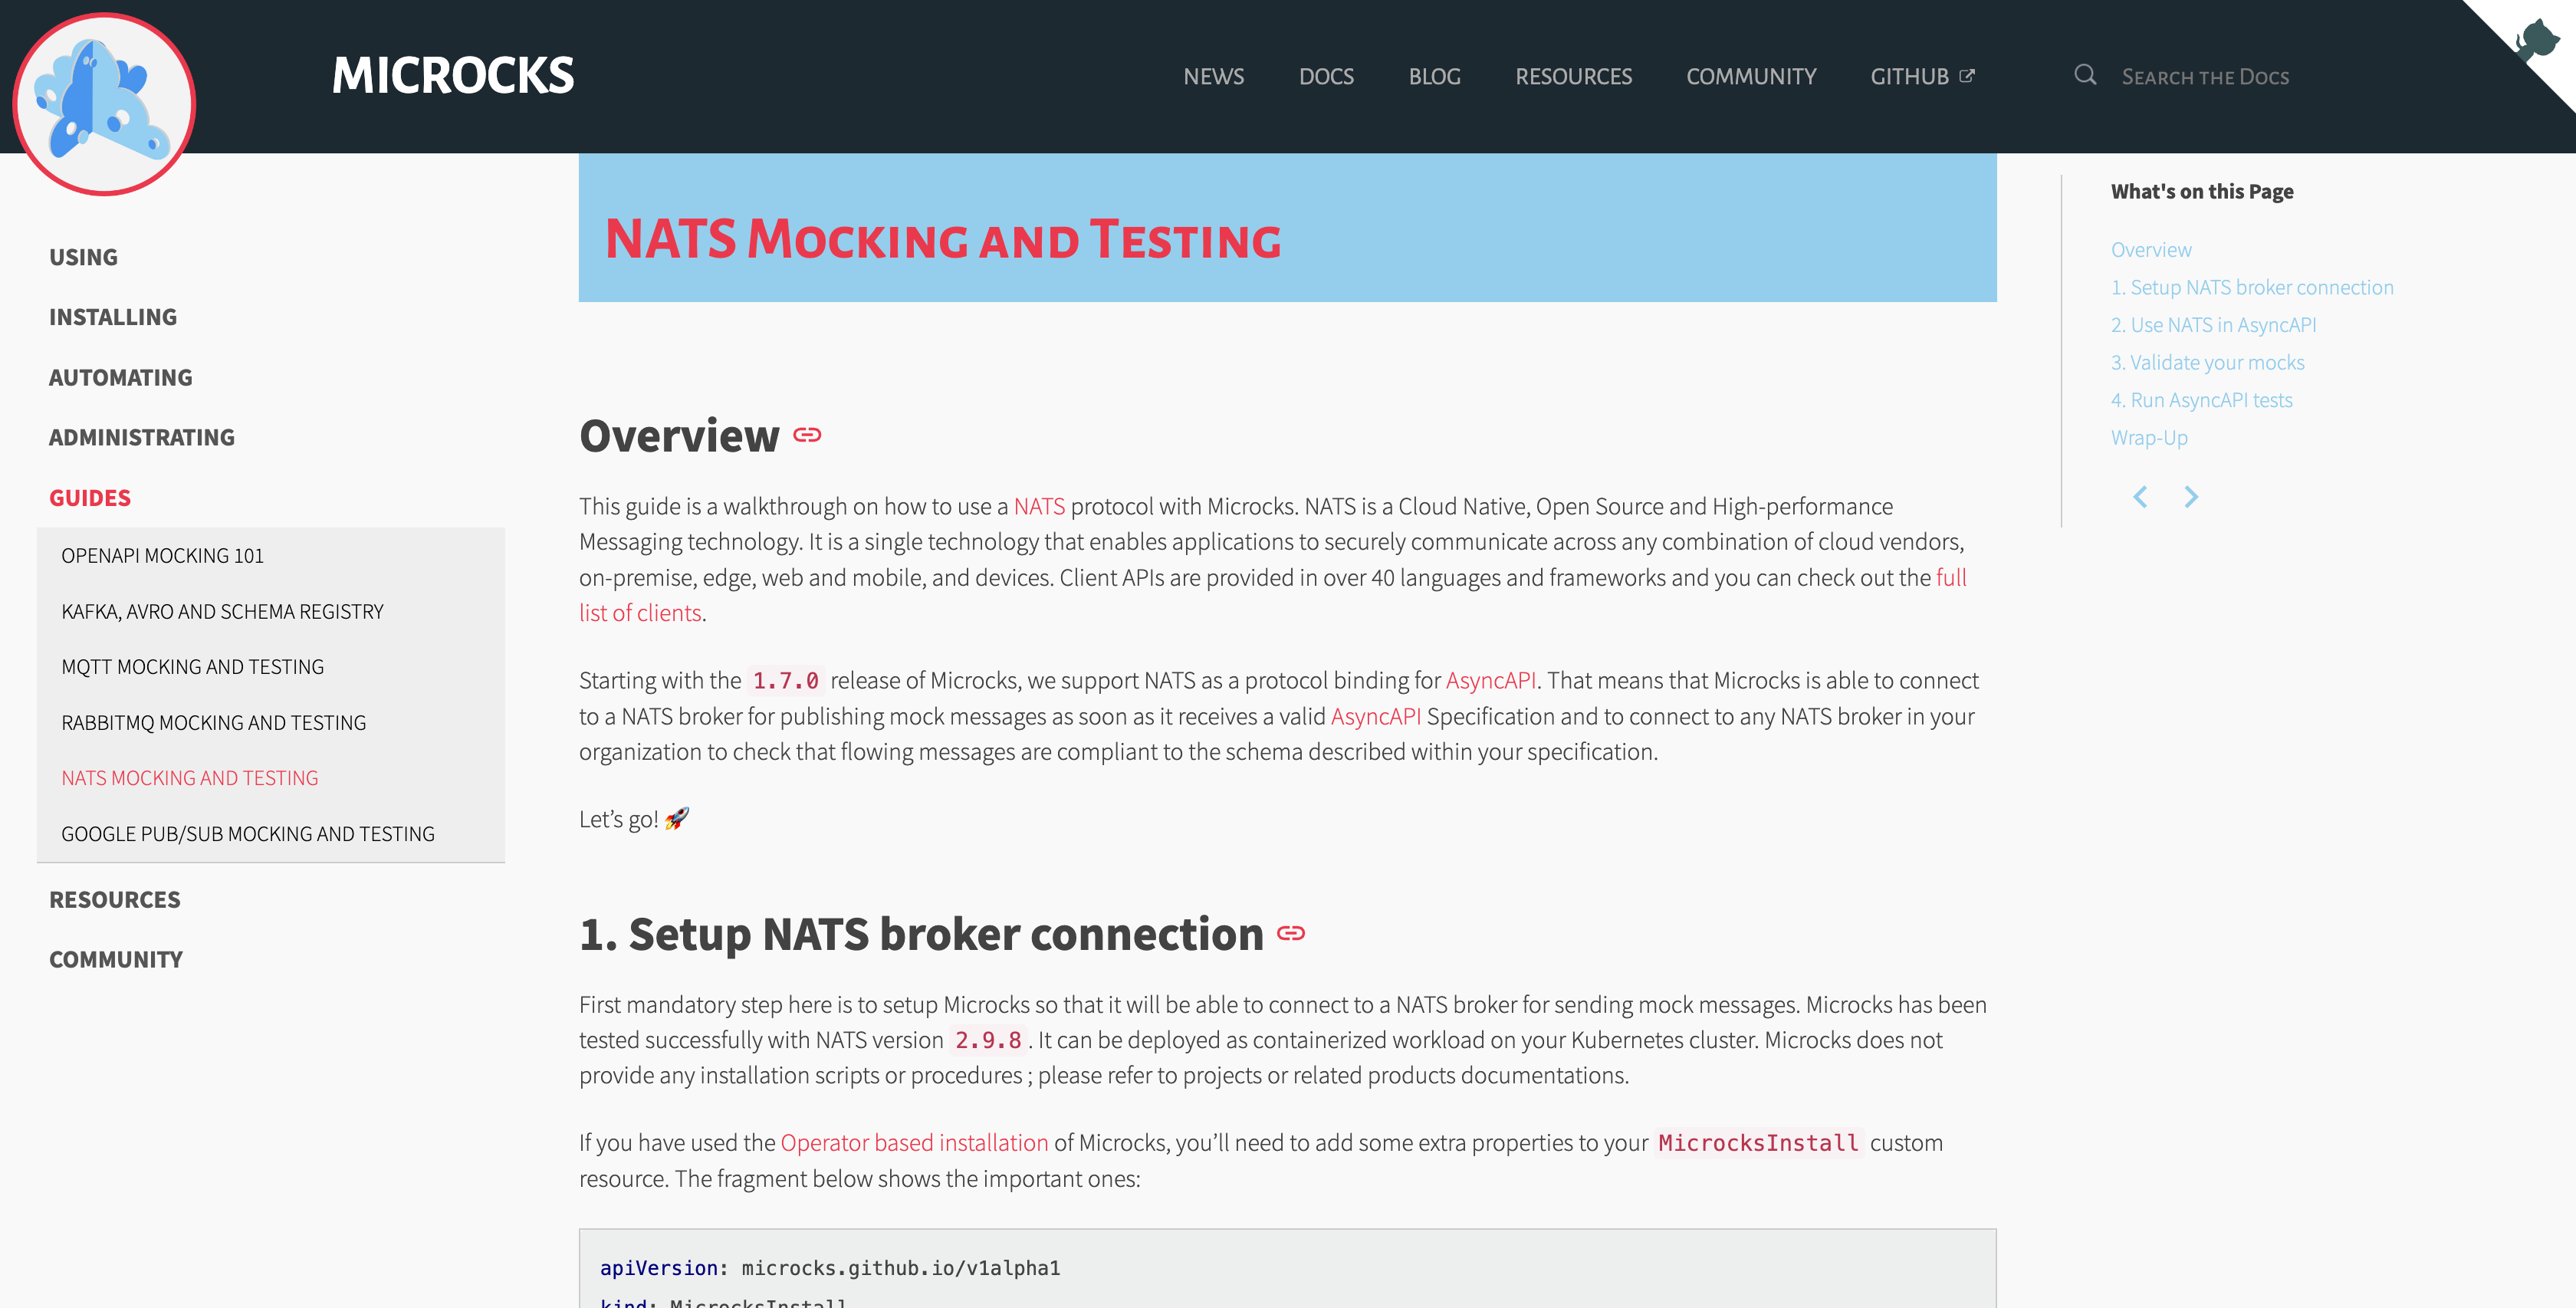 MICROCKS
NEWS
DOCS
BLOG
RESOURCES
COMMUNITY
GITHUB
Search the Docs
USING
INSTALLING
AUTOMATING
ADMINISTRATING
GUIDES
OPENAPI MOCKING 101
KAFKA, AVRO AND SCHEMA REGISTRY
MQTT MOCKING AND TESTING
RABBITMQ MOCKING AND TESTING
NATS MOCKING AND TESTING
GOOGLE PUB/SUB MOCKING AND TESTING
RESOURCES
COMMUNITY
NATS Mocking and Testing
Overview
This guide is a walkthrough on how to use a NATS protocol with Microcks. NATS is a Cloud Native, Open Source and High-performance
Messaging technology. It is a single technology that enables applications to securely communicate across any combination of cloud vendors,
on-premise, edge, web and mobile, and devices. Client APIs are provided in over 40 languages and frameworks and you can check out the full
list of clients.
Starting with the 1.7.0 release of Microcks, we support NATS as a protocol binding for AsyncAPI. That means that Microcks is able to connect
to a NATS broker for publishing mock messages as soon as it receives a valid AsyncAPI Specification and to connect to any NATS broker in your
organization to check that flowing messages are compliant to the schema described within your specification.
Let’s go! 🚀
1. Setup NATS broker connection
First mandatory step here is to setup Microcks so that it will be able to connect to a NATS broker for sending mock messages. Microcks has been
tested successfully with NATS version 2.9.8. It can be deployed as containerized workload on your Kubernetes cluster. Microcks does not
provide any installation scripts or procedures ; please refer to projects or related products documentations.
If you have used the Operator based installation of Microcks, you’ll need to add some extra properties to your MicrocksInstall custom
resource. The fragment below shows the important ones:
apiVersion: microcks.github.io/v1alpha1
kind: MicrocksInstall
What's on this Page
Overview
1. Setup NATS broker connection
2. Use NATS in AsyncAPI
3. Validate your mocks
4. Run AsyncAPI tests
Wrap-Up